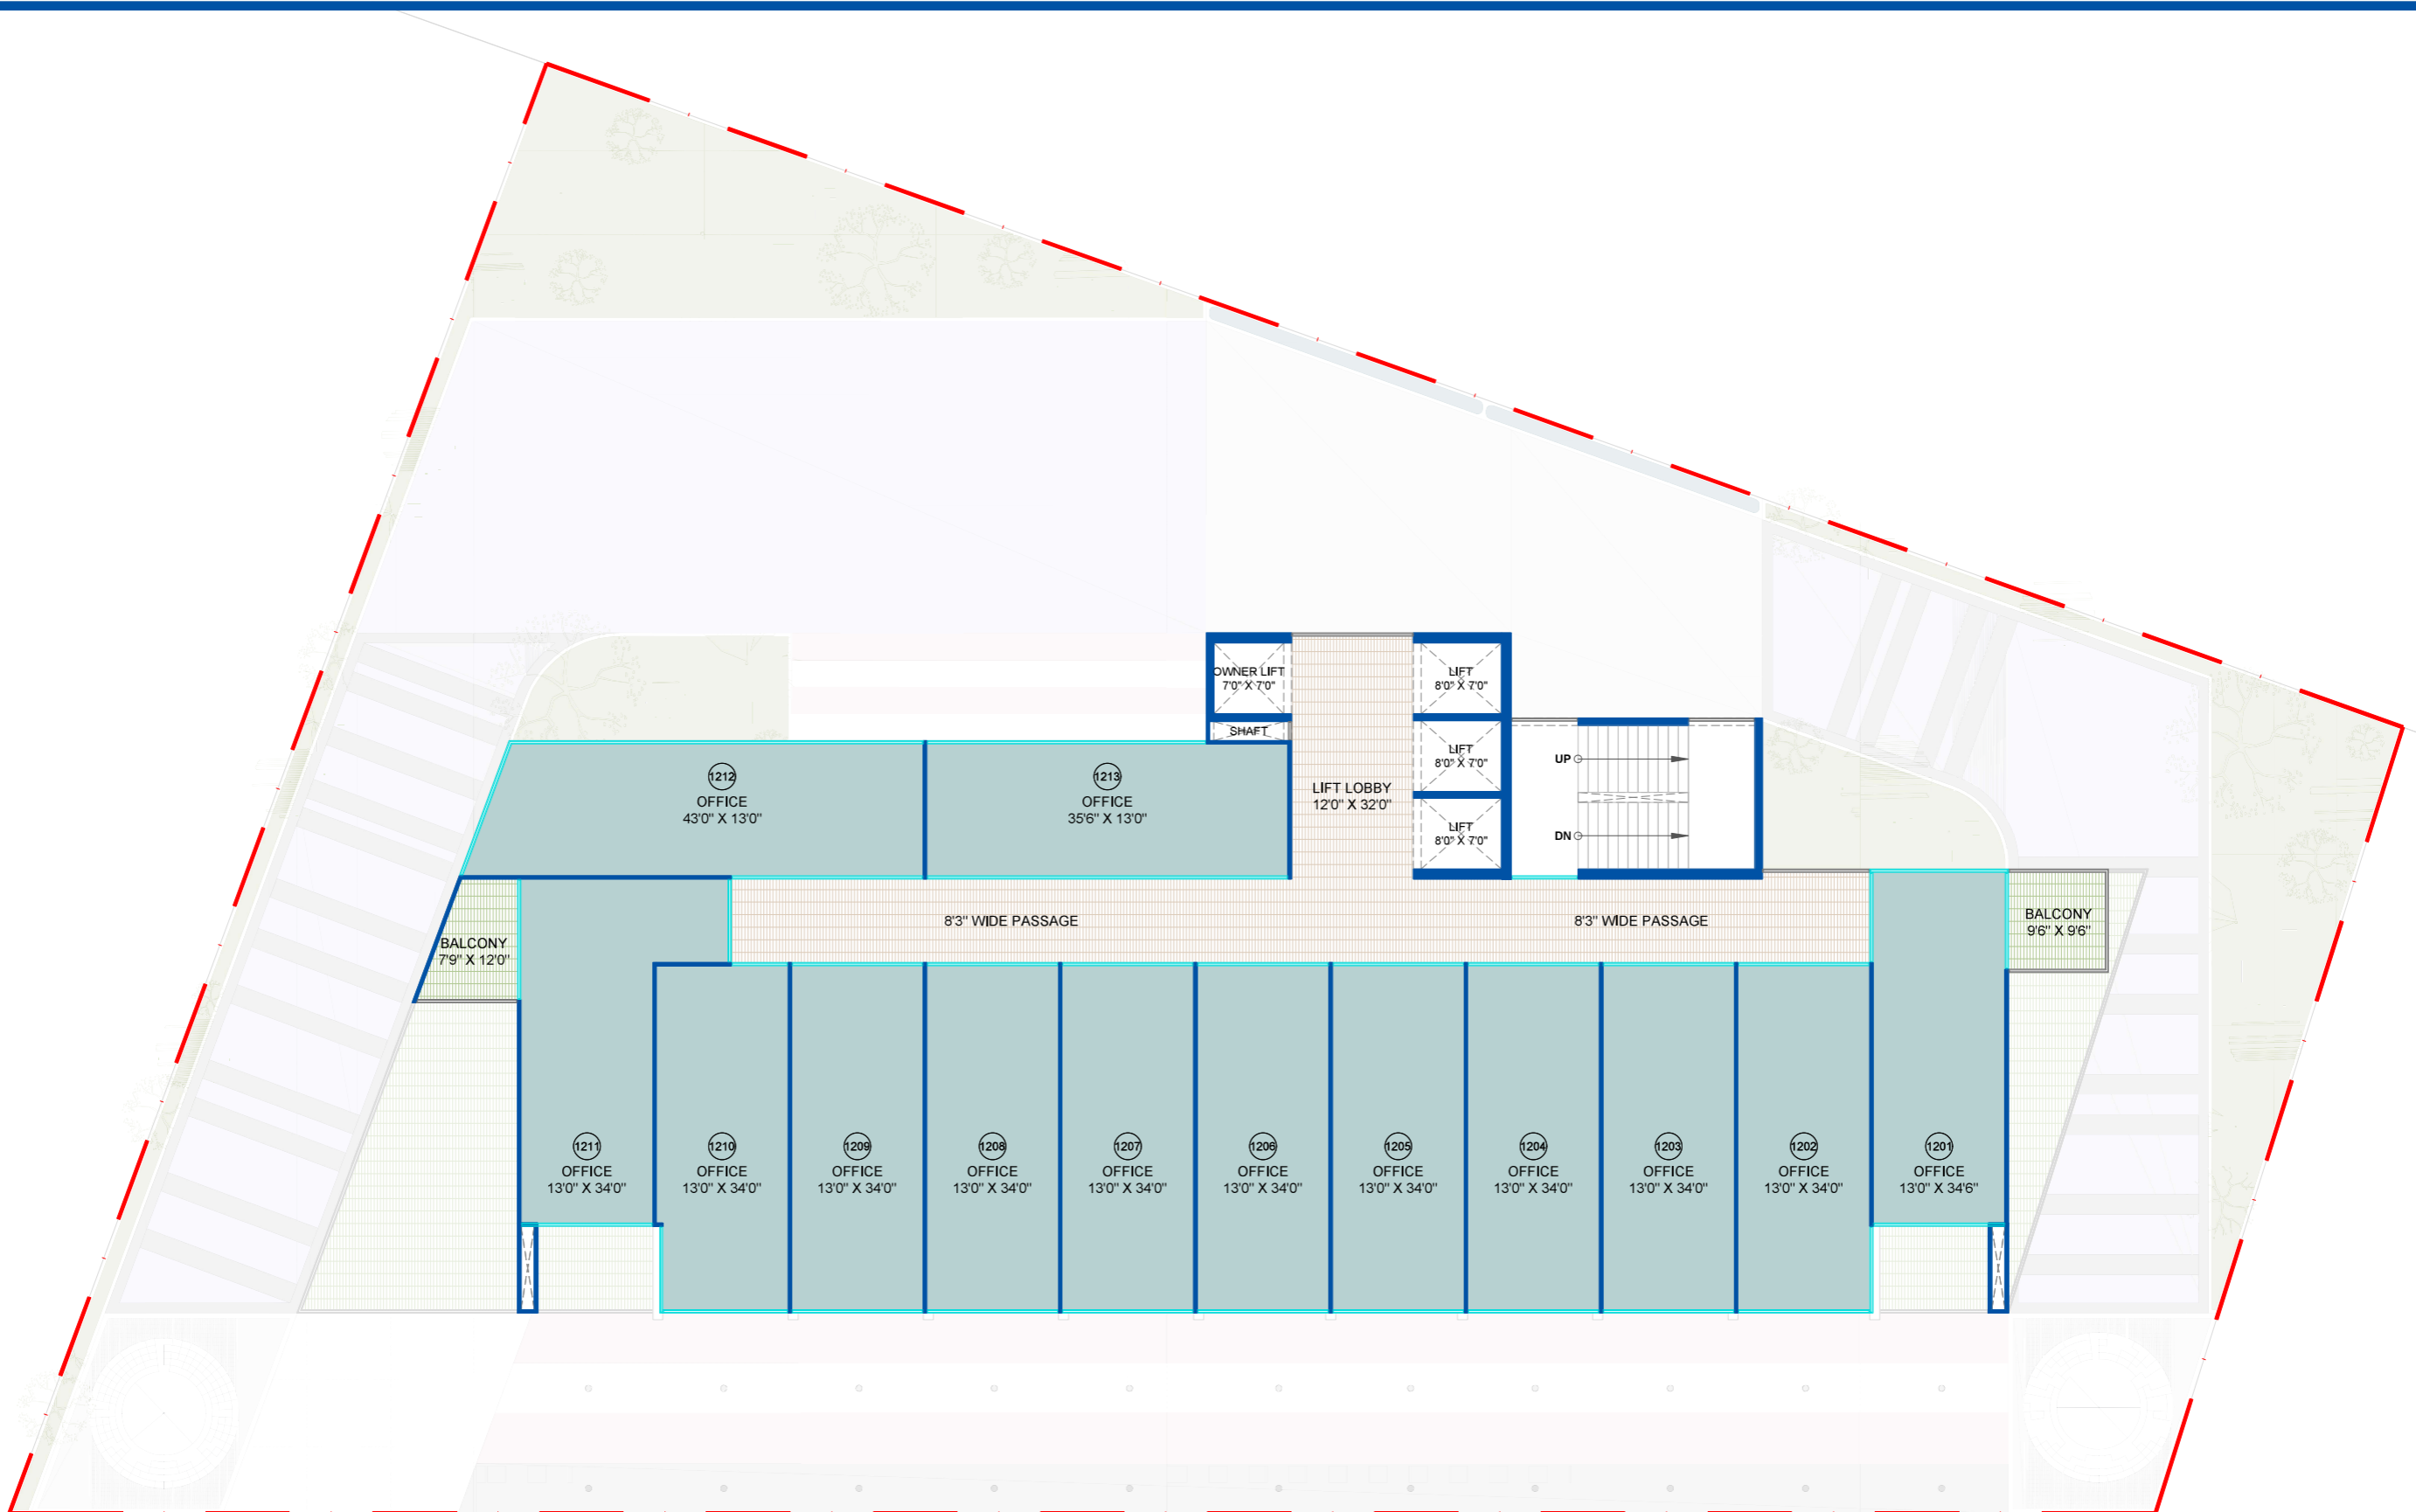 OWNER LIFT
7'0" X 7'0"
LIFT
8'0" X 7'0"
SHAFT
LIFT
8'0" X 7'0"
UP
1212
OFFICE
43'0" X 13'0"
1213
OFFICE
35'6" X 13'0"
LIFT LOBBY
12'0" X 32'0"
LIFT
8'0" X 7'0"
DN
BALCONY
7'9" X 12'0"
8'3" WIDE PASSAGE
8'3" WIDE PASSAGE
BALCONY
9'6" X 9'6"
1211
OFFICE
13'0" X 34'0"
1210
OFFICE
13'0" X 34'0"
1209
OFFICE
13'0" X 34'0"
1208
OFFICE
13'0" X 34'0"
1207
OFFICE
13'0" X 34'0"
1206
OFFICE
13'0" X 34'0"
1205
OFFICE
13'0" X 34'0"
1204
OFFICE
13'0" X 34'0"
1203
OFFICE
13'0" X 34'0"
1202
OFFICE
13'0" X 34'0"
1201
OFFICE
13'0" X 34'6"